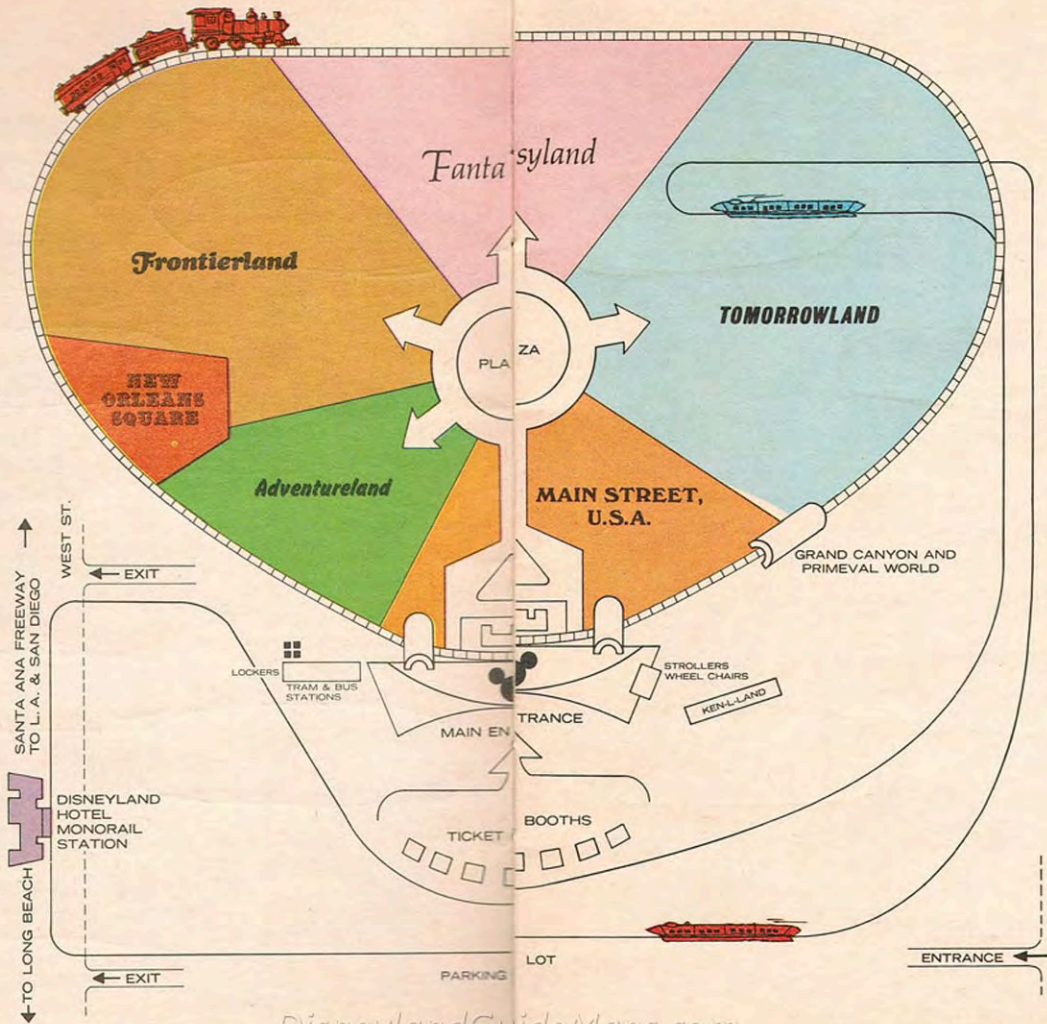 Fantasyland
Frontierland
TOMORROWLAND
PLAZA
NEW
ORLEANS
SQUARE
Adventureland
MAIN STREET,
U.S.A.
GRAND CANYON AND
PRIMEVAL WORLD
WEST ST.
SANTA ANA FREEWAY
TO L. A. & SAN DIEGO
EXIT
LOCKERS
TRAM & BUS
STATIONS
STROLLERS
WHEEL CHAIRS
KEN-L-LAND
MAIN ENTRANCE
DISNEYLAND
HOTEL
MONORAIL
STATION
TICKET BOOTHS
TO LONG BEACH
EXIT
PARKING LOT
ENTRANCE
DisneylandGuideMaps.com